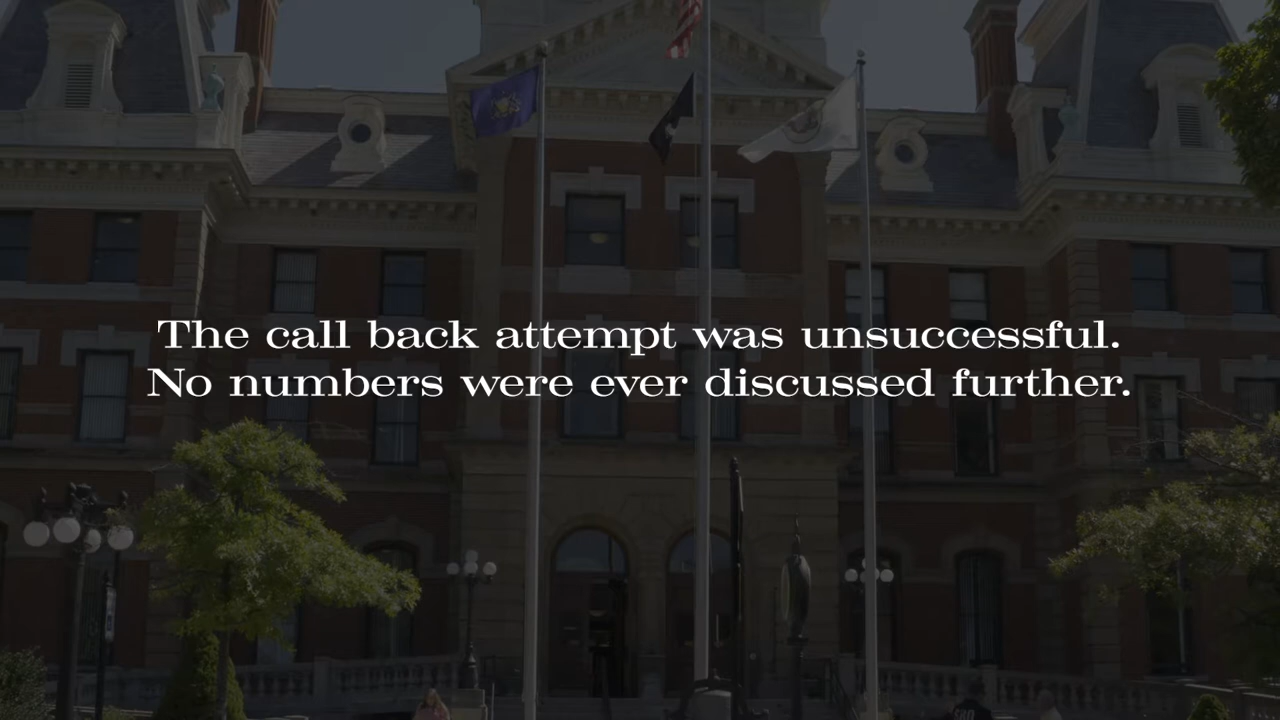 The call back attempt was unsuccessful.
No numbers were ever discussed further.